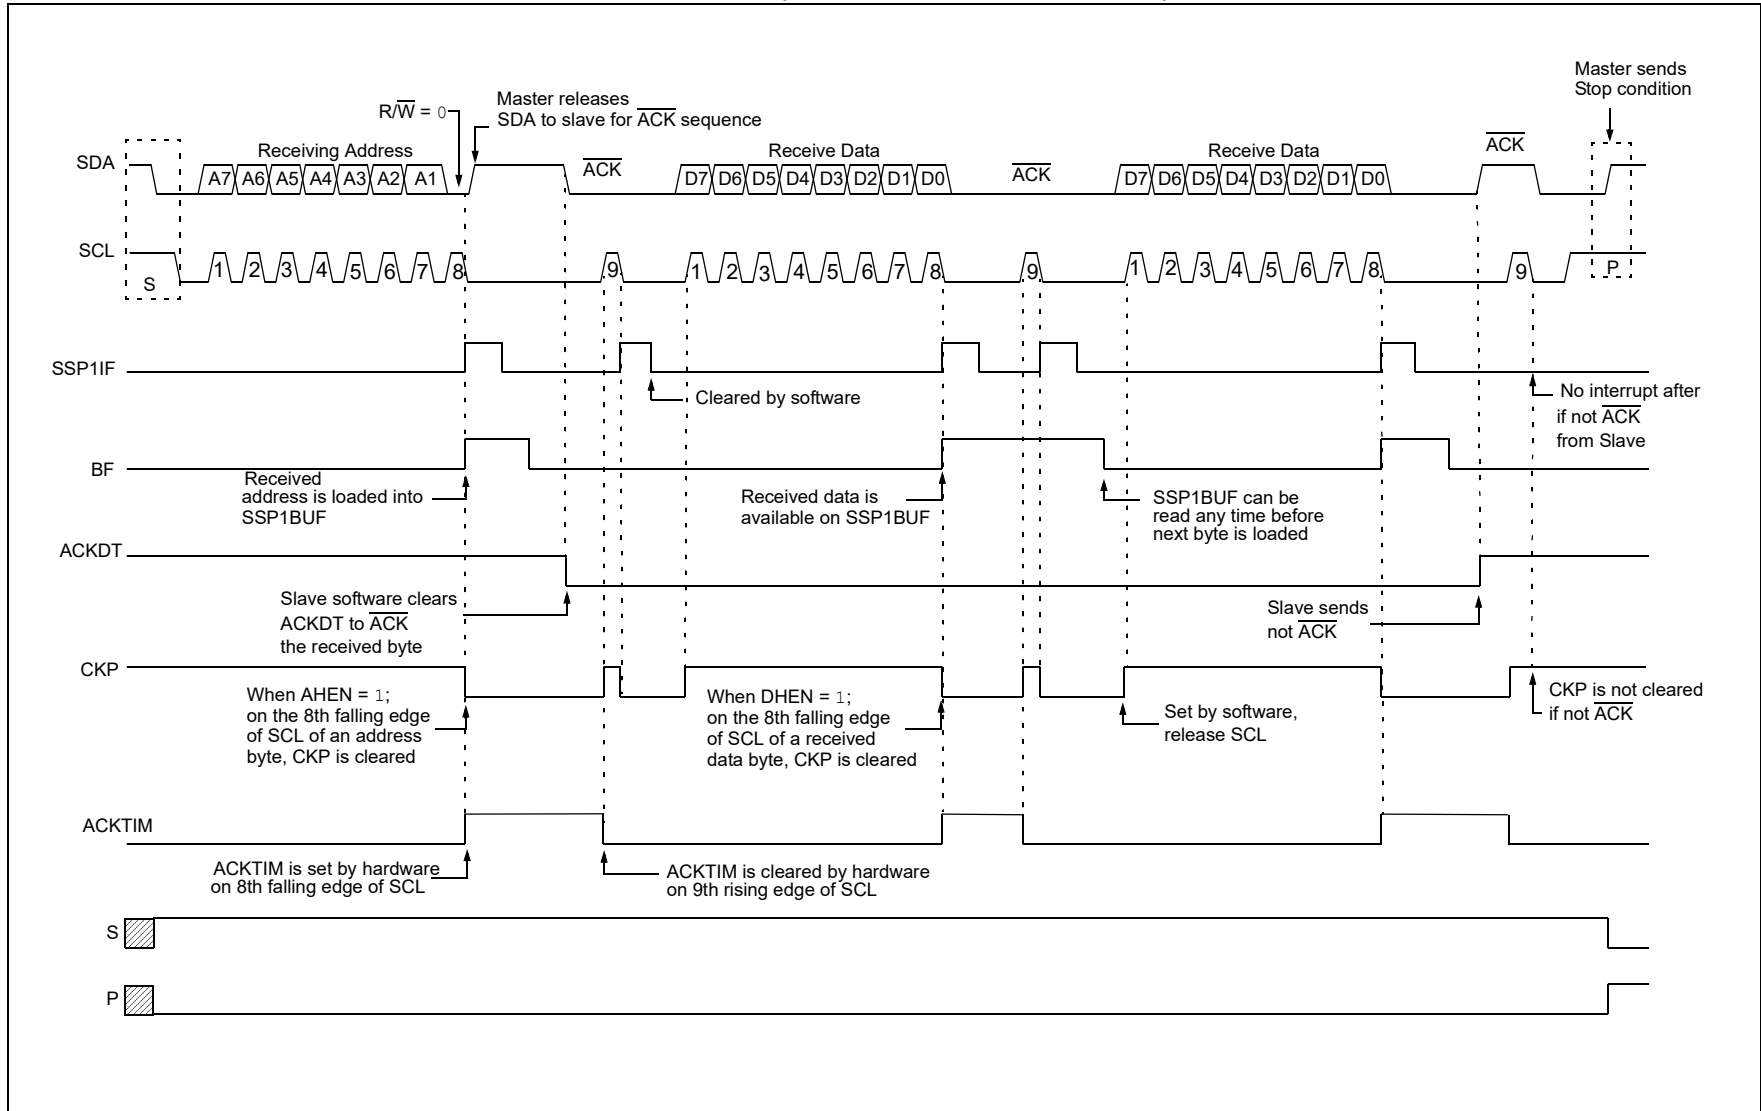 Master sends
Stop condition
Master releases
SDA to slave for ACK sequence
R/W = 0
SDA
Receiving Address
ACK
Receive Data
ACK
Receive Data
ACK
A7 A6 A5 A4 A3 A2 A1
D7 D6 D5 D4 D3 D2 D1 D0
D7 D6 D5 D4 D3 D2 D1 D0
SCL
S
1 2 3 4 5 6 7 8
9
1 2 3 4 5 6 7 8
9
1 2 3 4 5 6 7 8
9
P
SSP1IF
Cleared by software
No interrupt after
if not ACK
from Slave
BF
Received
address is loaded into
SSP1BUF
Received data is
available on SSP1BUF
SSP1BUF can be
read any time before
next byte is loaded
ACKDT
Slave software clears
ACKDT to ACK
the received byte
Slave sends
not ACK
CKP
When AHEN = 1;
on the 8th falling edge
of SCL of an address
byte, CKP is cleared
When DHEN = 1;
on the 8th falling edge
of SCL of a received
data byte, CKP is cleared
Set by software,
release SCL
CKP is not cleared
if not ACK
ACKTIM
ACKTIM is set by hardware
on 8th falling edge of SCL
ACKTIM is cleared by hardware
on 9th rising edge of SCL
S
P